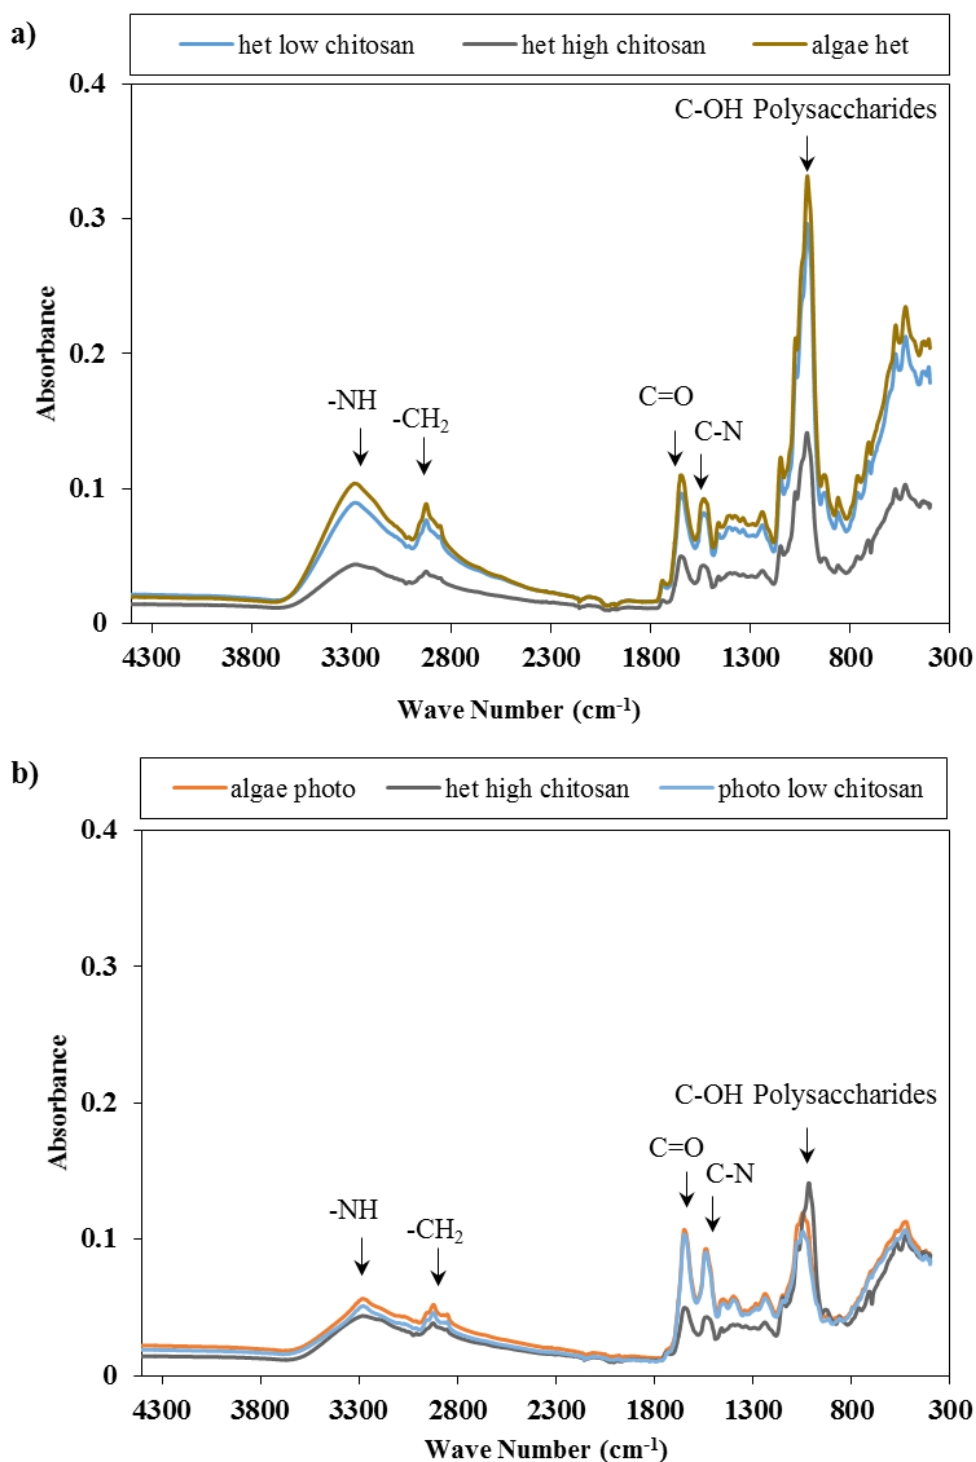 a)
het low chitosan het high chitosan algae het
0.4
C-OH Polysaccharides
0.3
0.2
C=O
-NH
-CH₂
C-N
0.1
0
Absorbance
4300 3800 3300 2800 2300 1800 1300 800 300
Wave Number (cm⁻¹)
b)
algae photo het high chitosan photo low chitosan
0.4
0.3
0.2
C-OH Polysaccharides
C=O
C-N
-NH
-CH₂
0.1
0
Absorbance
4300 3800 3300 2800 2300 1800 1300 800 300
Wave Number (cm⁻¹)